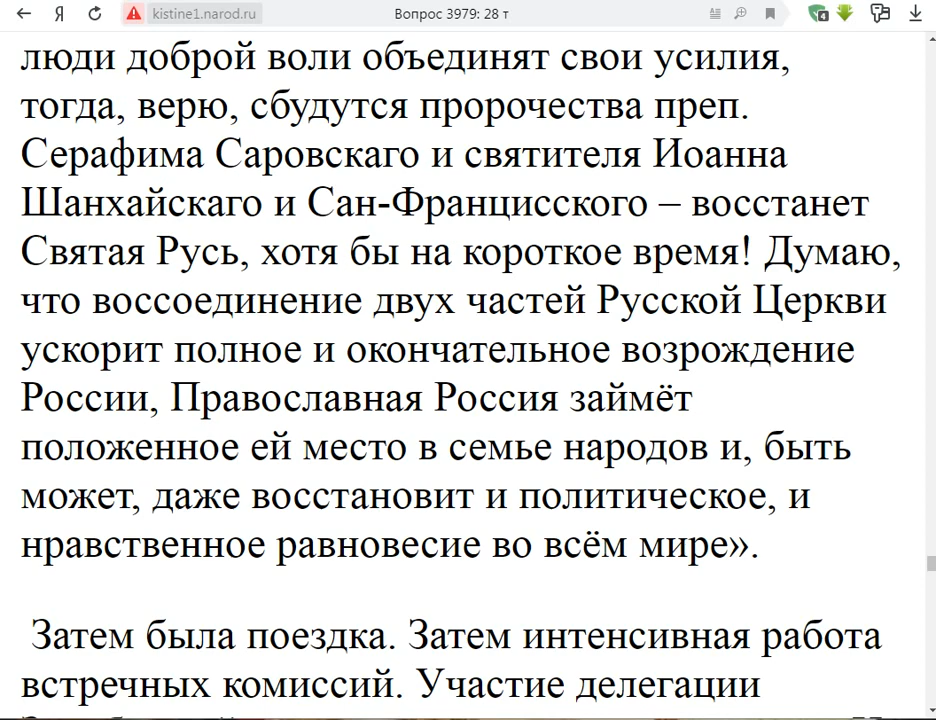 kistine1.narod.ru
Вопрос 3979: 28 т
4
люди доброй воли объединят свои усилия,
тогда, верю, сбудутся пророчества преп.
Серафима Саровскаго и святителя Иоанна
Шанхайскаго и Сан-Францисского – восстанет
Святая Русь, хотя бы на короткое время! Думаю,
что воссоединение двух частей Русской Церкви
ускорит полное и окончательное возрождение
России, Православная Россия займёт
положенное ей место в семье народов и, быть
может, даже восстановит и политическое, и
нравственное равновесие во всём мире».
Затем была поездка. Затем интенсивная работа
встречных комиссий. Участие делегации